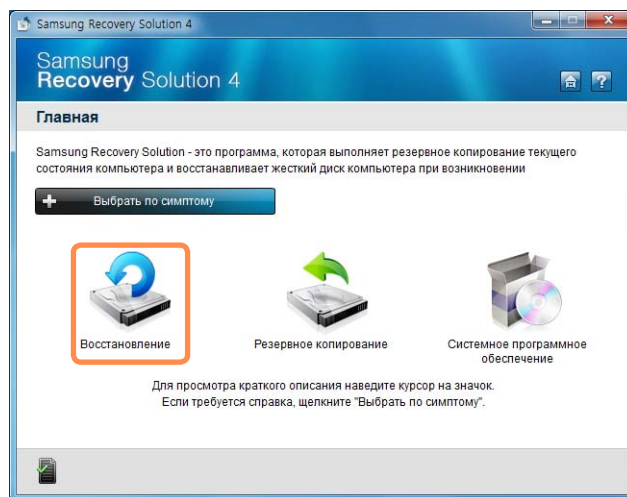 Samsung Recovery Solution 4
Samsung
Recovery Solution 4
Главная
Samsung Recovery Solution - это программа, которая выполняет резервное копирование текущего
состояния компьютера и восстанавливает жесткий диск компьютера при возникновении
Выбрать по симптому
Восстановление
Резервное копирование
Системное программное
обеспечение
Для просмотра краткого описания наведите курсор на значок.
Если требуется справка, щелкните "Выбрать по симптому".